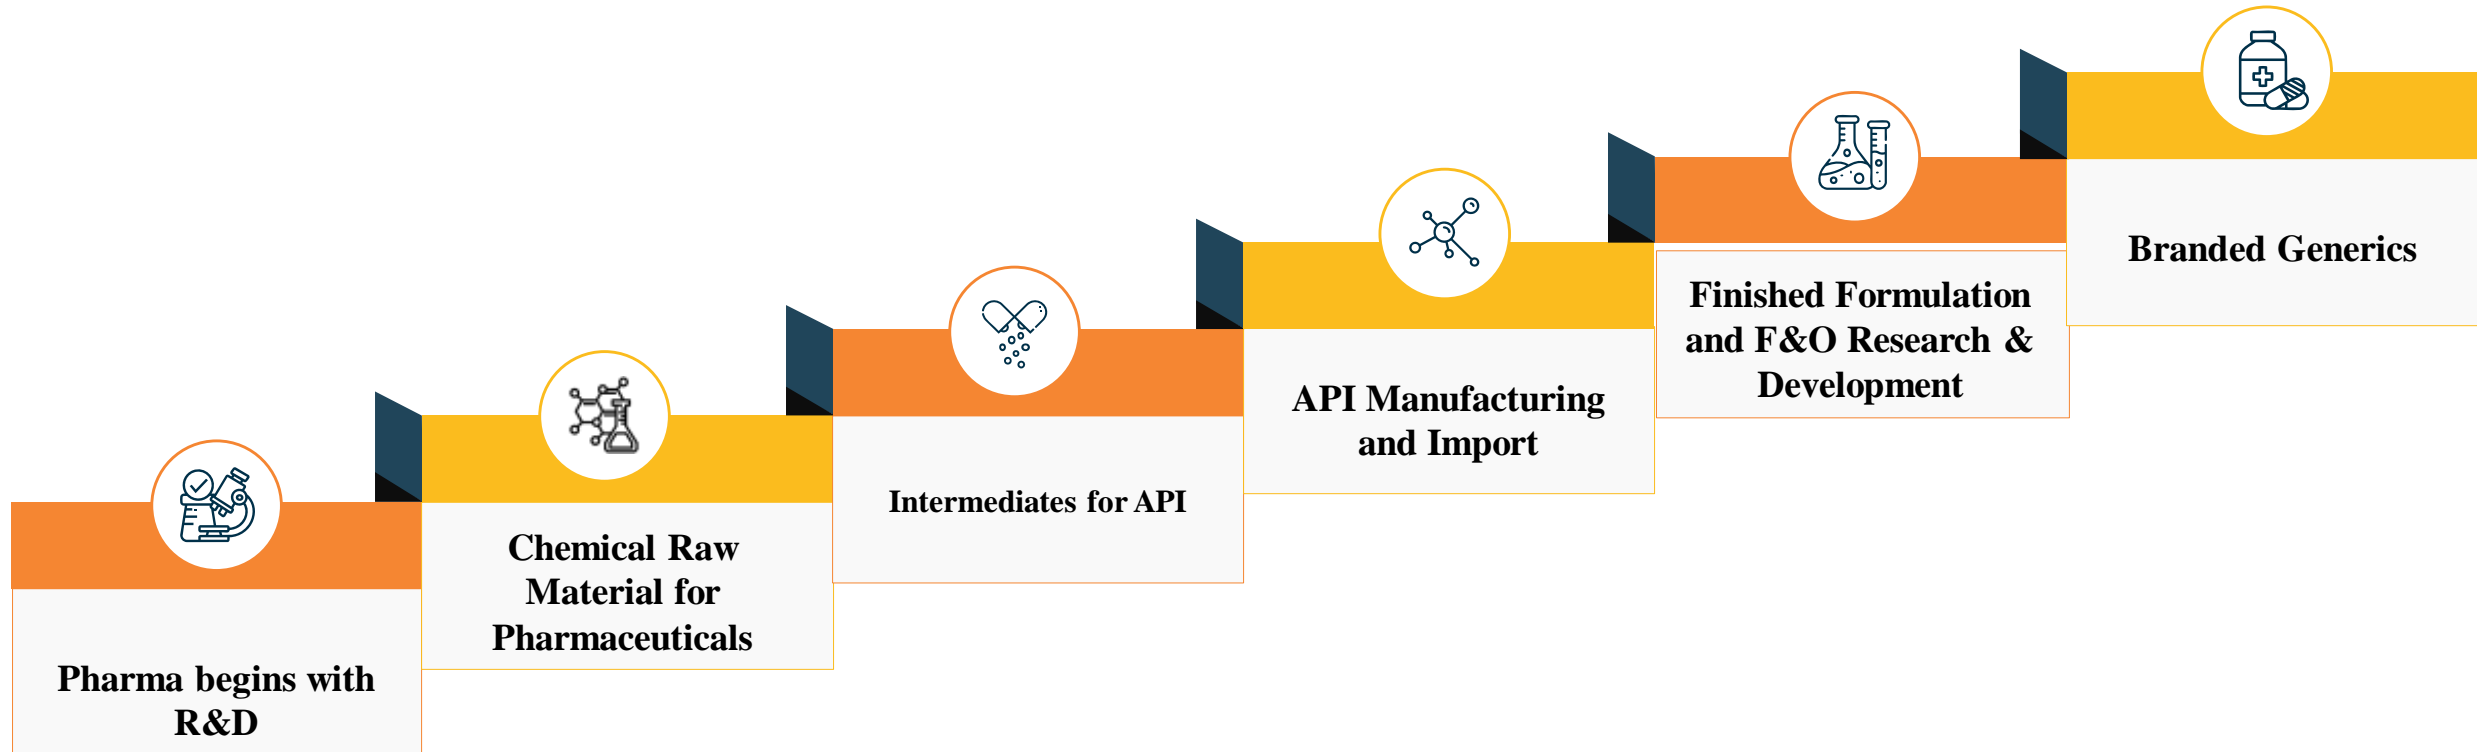 Pharma begins with
R&D
Chemical Raw
Material for
Pharmaceuticals
Intermediates for API
API Manufacturing
and Import
Finished Formulation
and F&O Research &
Development
Branded Generics